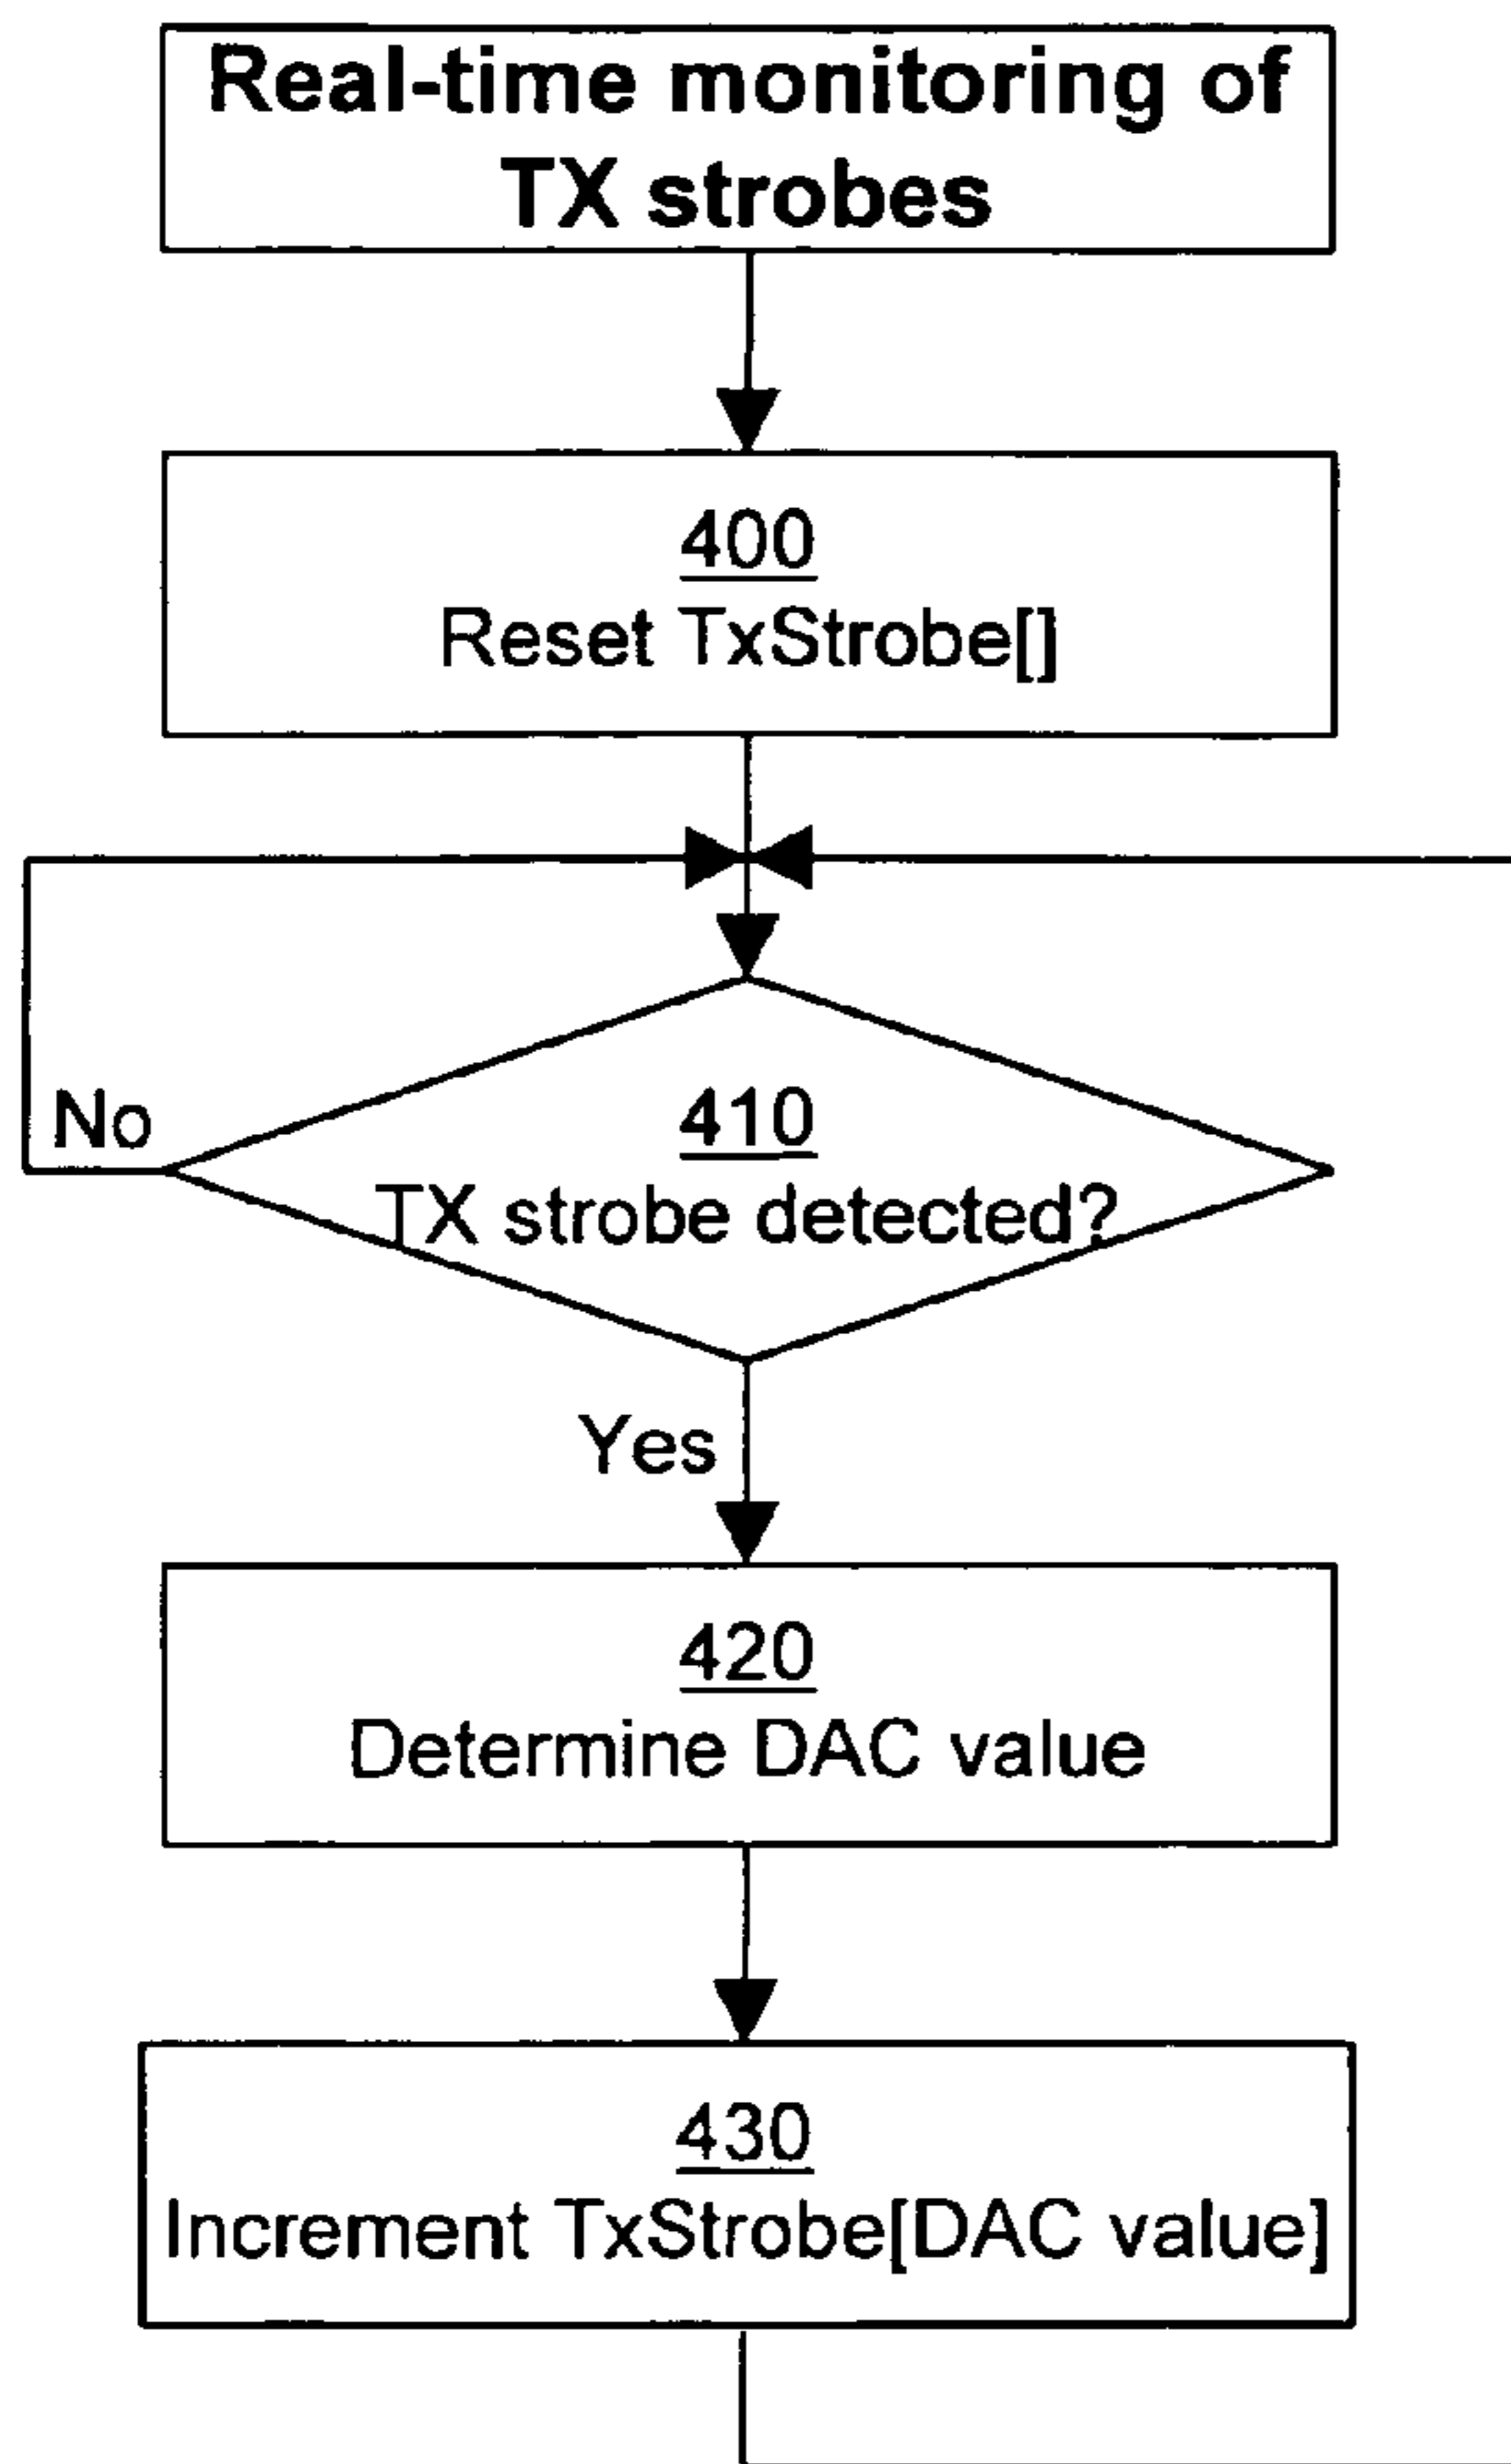 Real-time monitoring of
TX strobes
400
Reset TxStrobe[]
No
410
TX strobe detected?
Yes
420
Determine DAC value
430
Increment TxStrobe[DAC value]